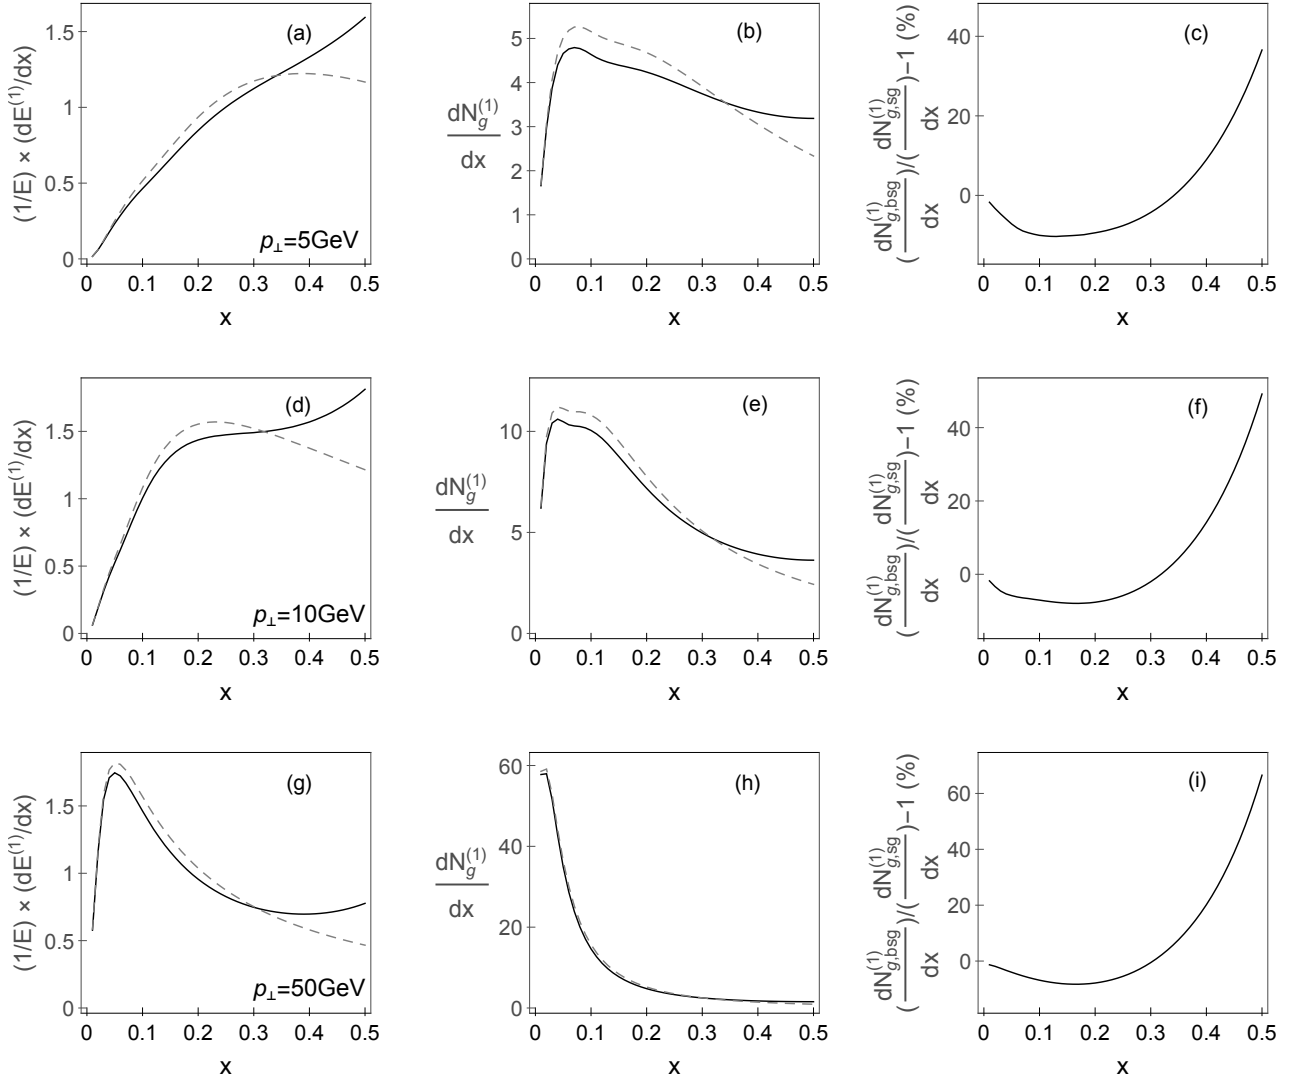 (1/E) × (dE^(1)/dx)
1.5
1
0.5
0
(a)
p⊥=5GeV
0 0.1 0.2 0.3 0.4 0.5
x
dN_g^(1)
dx
5
4
3
2
1
0
(b)
0 0.1 0.2 0.3 0.4 0.5
x
(dN_g,bsg^(1)/dx)/(dN_g,sg^(1)/dx)−1 (%)
40
20
0
(c)
0 0.1 0.2 0.3 0.4 0.5
x
(1/E) × (dE^(1)/dx)
1.5
1
0.5
0
(d)
p⊥=10GeV
0 0.1 0.2 0.3 0.4 0.5
x
dN_g^(1)
dx
10
5
0
(e)
0 0.1 0.2 0.3 0.4 0.5
x
(dN_g,bsg^(1)/dx)/(dN_g,sg^(1)/dx)−1 (%)
40
20
0
(f)
0 0.1 0.2 0.3 0.4 0.5
x
(1/E) × (dE^(1)/dx)
1.5
1
0.5
0
(g)
p⊥=50GeV
0 0.1 0.2 0.3 0.4 0.5
x
dN_g^(1)
dx
60
40
20
0
(h)
0 0.1 0.2 0.3 0.4 0.5
x
(dN_g,bsg^(1)/dx)/(dN_g,sg^(1)/dx)−1 (%)
60
40
20
0
(i)
0 0.1 0.2 0.3 0.4 0.5
x